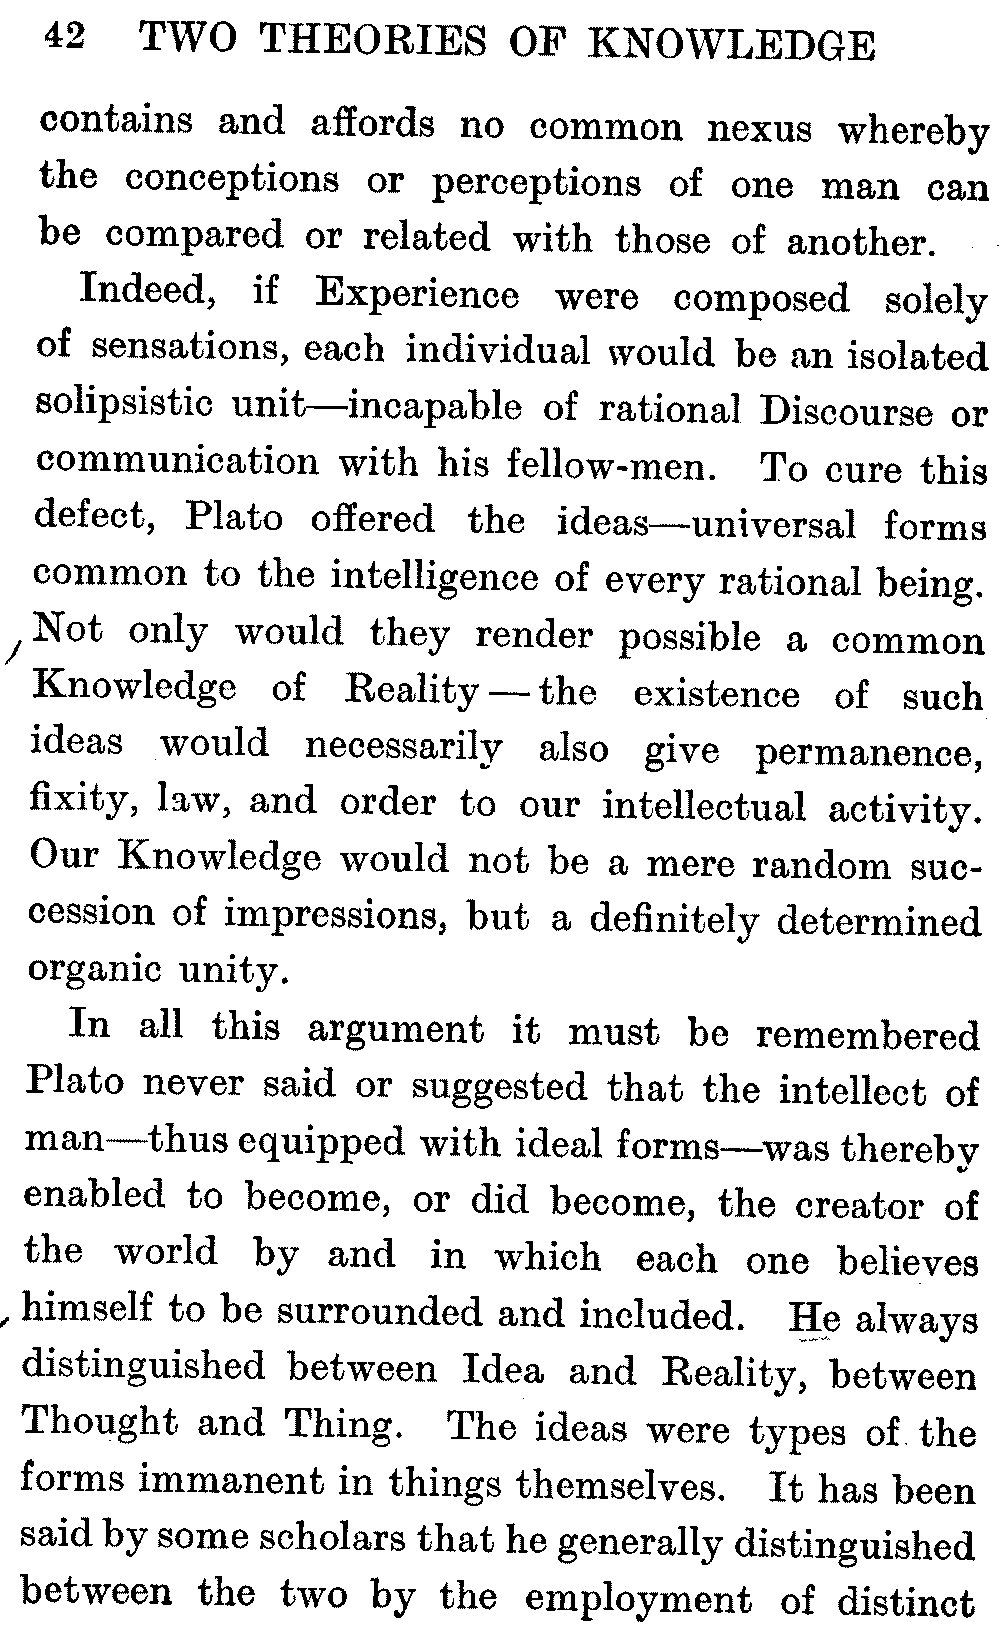 42 TWO THEORIES OF KNOWLEDGE
contains and affords no common nexus whereby
the conceptions or perceptions of one man can
be compared or related with those of another.
Indeed, if Experience were composed solely
of sensations, each individual would be an isolated
solipsistic unit—incapable of rational Discourse or
communication with his fellow-men. To cure this
defect, Plato offered the ideas—universal forms
common to the intelligence of every rational being.
Not only would they render possible a common
Knowledge of Reality—the existence of such
ideas would necessarily also give permanence,
fixity, law, and order to our intellectual activity.
Our Knowledge would not be a mere random suc-
cession of impressions, but a definitely determined
organic unity.
In all this argument it must be remembered
Plato never said or suggested that the intellect of
man—thus equipped with ideal forms—was thereby
enabled to become, or did become, the creator of
the world by and in which each one believes
himself to be surrounded and included. He always
distinguished between Idea and Reality, between
Thought and Thing. The ideas were types of the
forms immanent in things themselves. It has been
said by some scholars that he generally distinguished
between the two by the employment of distinct